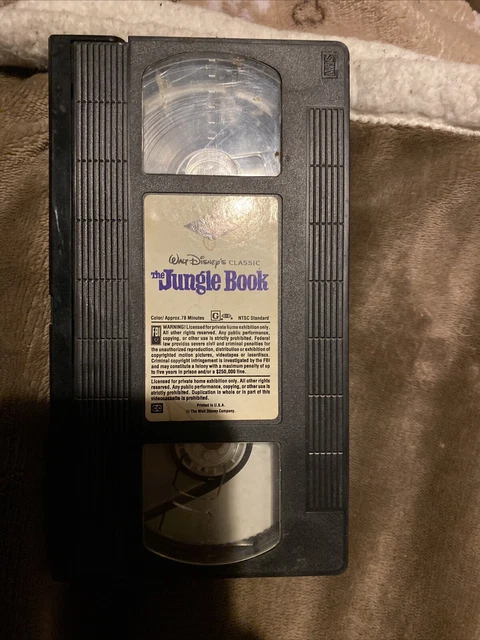 VHS
WALT DISNEY'S CLASSIC
The Jungle Book
Color/Approx. 78 Minutes G NTSC Standard
WARNING! Licensed for private home exhibition only.
All other rights reserved. Any public performance,
copying, or other use is strictly prohibited. Federal
law provides severe civil and criminal penalties for
the unauthorized reproduction, distribution or exhibition of
copyrighted motion pictures, videotapes or laserdiscs.
Criminal copyright infringement is investigated by the FBI
and may constitute a felony with a maximum penalty of up
to five years in prison and/or a $250,000 fine.
Licensed for private home exhibition only. All other rights
reserved. Any public performance, copying, or other use is
strictly prohibited. Duplication in whole or in part of this
videocassette is prohibited.
Printed in U.S.A.
© The Walt Disney Company.